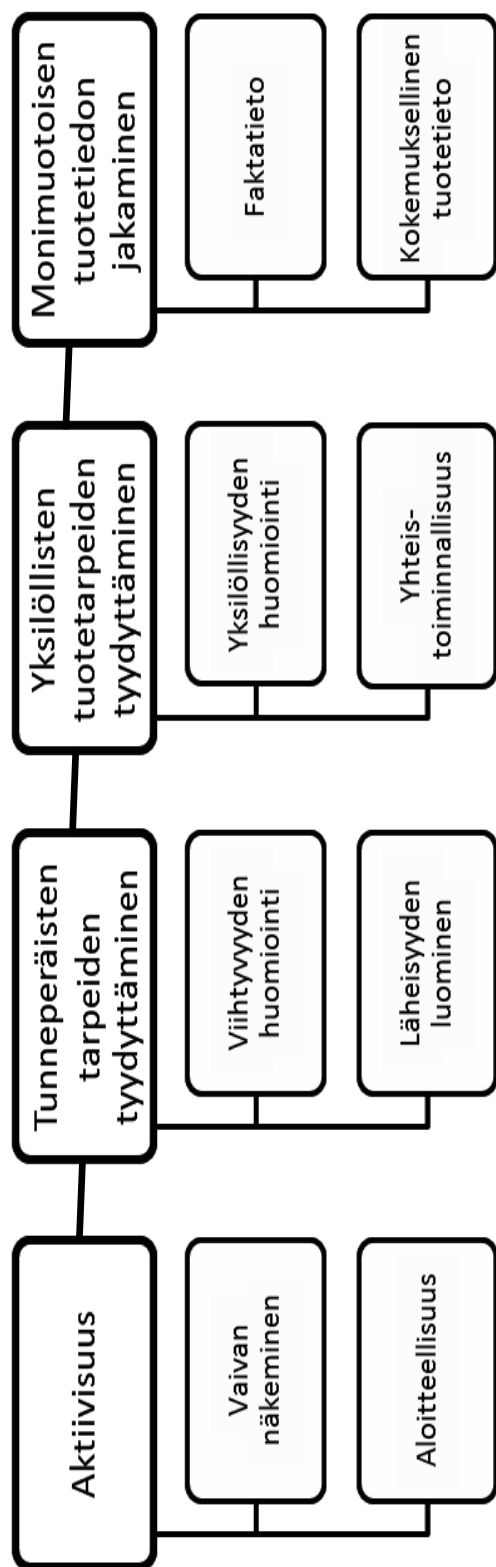 Aktiivisuus
Vaivan
näkeminen
Aloitteellisuus
Tunneperäisten
tarpeiden
tyydyttäminen
Viihtyvyyden
huomiointi
Läheisyyden
luominen
Yksilöllisten
tuotetarpeiden
tyydyttäminen
Yksilöllisyyden
huomiointi
Yhteis-
toiminnallisuus
Monimuotoisen
tuotetiedon
jakaminen
Faktatieto
Kokemuksellinen
tuotetieto